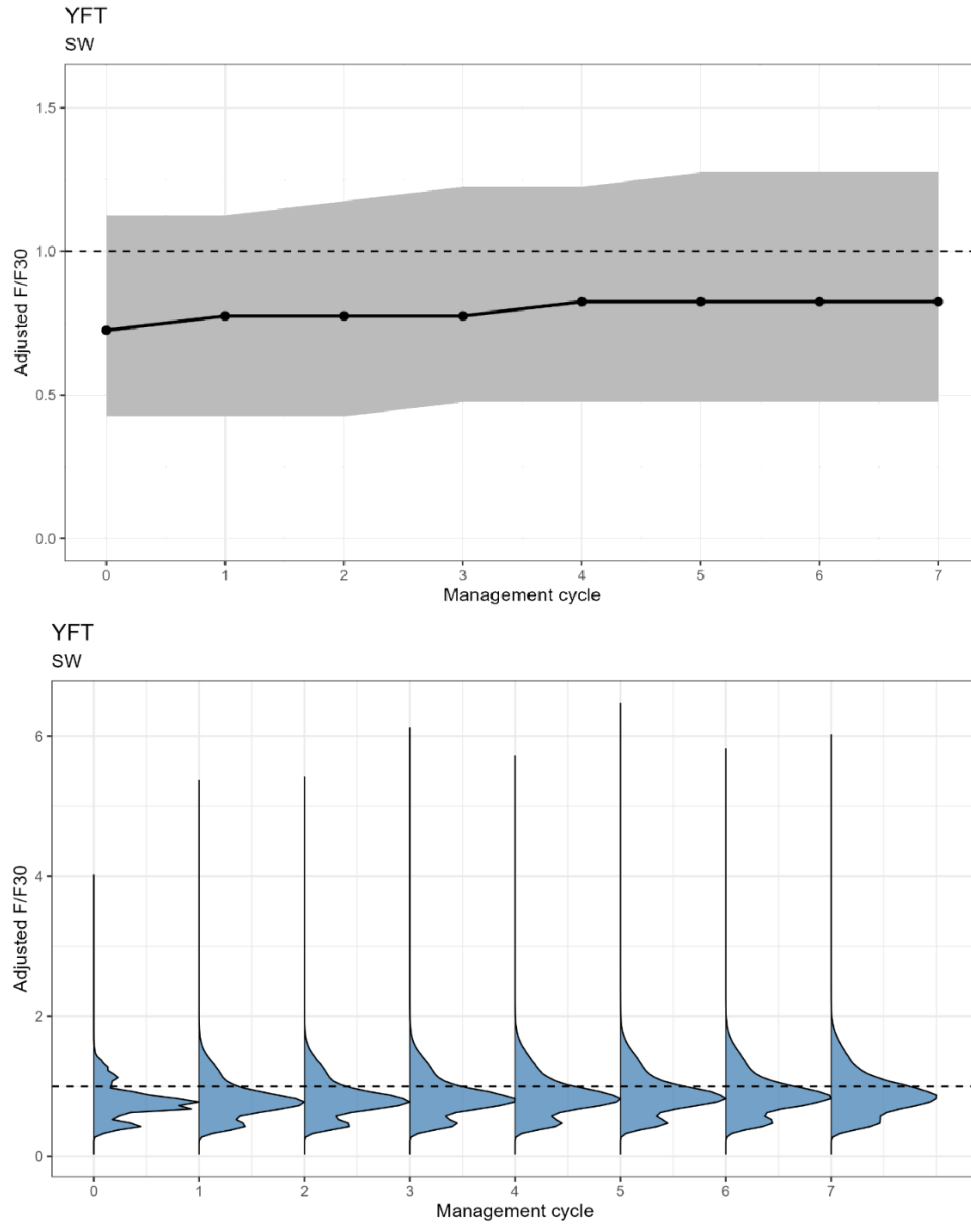 YFT
SW
Adjusted F/F30
1.5
1.0
0.5
0.0
0 1 2 3 4 5 6 7
Management cycle
YFT
SW
Adjusted F/F30
6
4
2
0
0 1 2 3 4 5 6 7
Management cycle